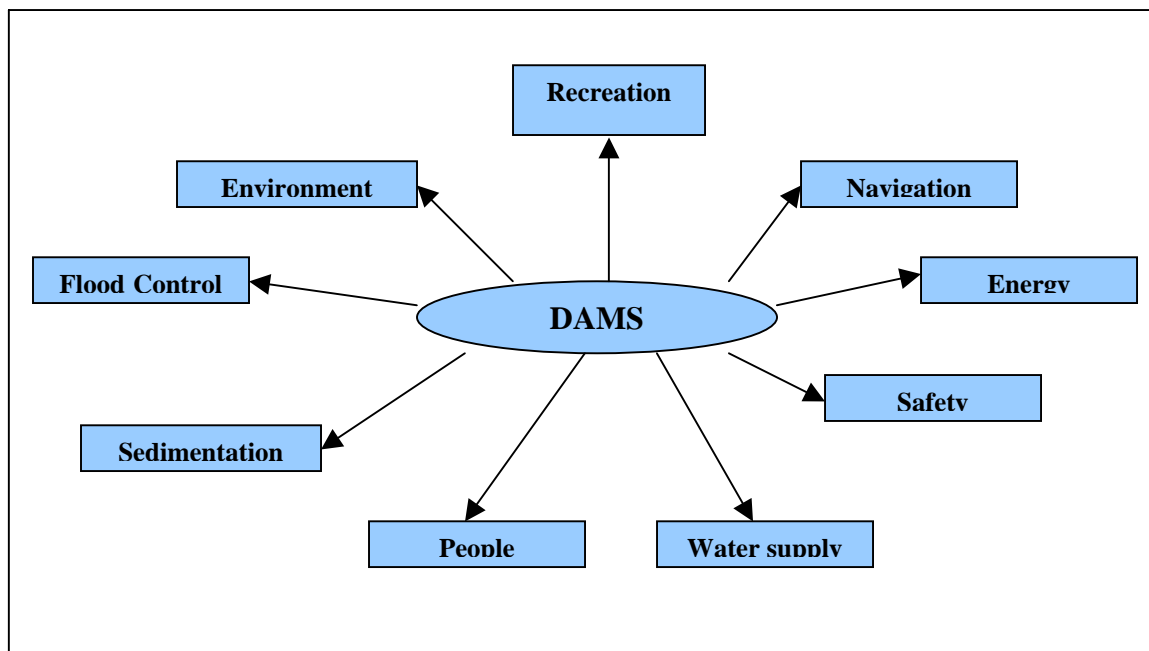 Recreation
Environment
Navigation
Flood Control
Energy
DAMS
Safety
Sedimentation
People
Water supply